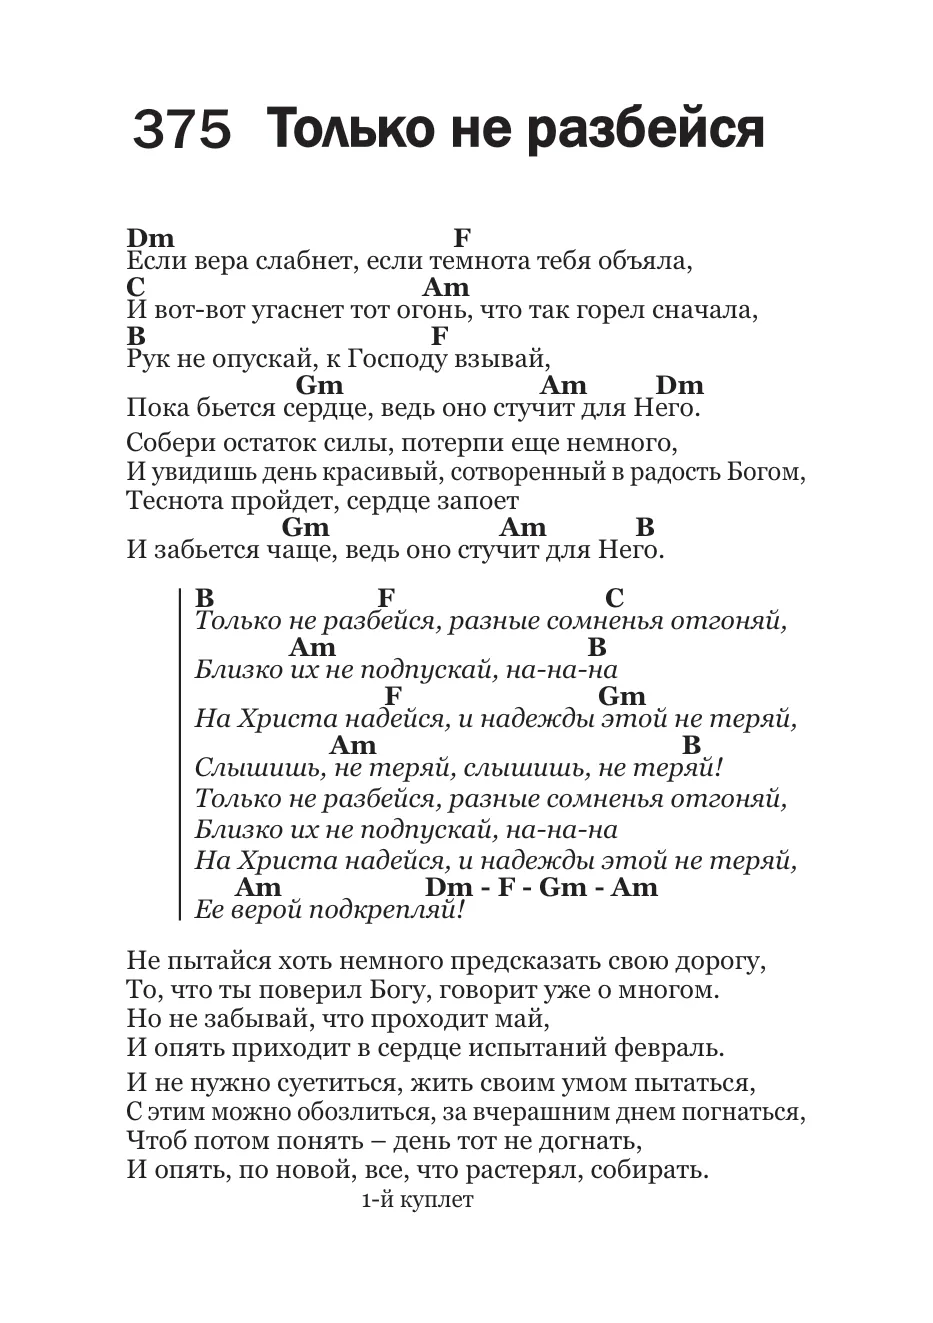 375 Только не разбейся
Dm F
Если вера слабнет, если темнота тебя объяла,
C Am
И вот-вот угаснет тот огонь, что так горел сначала,
B F
Рук не опускай, к Господу взывай,
Gm Am Dm
Пока бьется сердце, ведь оно стучит для Него.
Собери остаток силы, потерпи еще немного,
И увидишь день красивый, сотворенный в радость Богом,
Теснота пройдет, сердце запоет
Gm Am B
И забьется чаще, ведь оно стучит для Него.
B F C
Только не разбейся, разные сомненья отгоняй,
Am B
Близко их не подпускай, на-на-на
F Gm
На Христа надейся, и надежды этой не теряй,
Am B
Слышишь, не теряй, слышишь, не теряй!
Только не разбейся, разные сомненья отгоняй,
Близко их не подпускай, на-на-на
На Христа надейся, и надежды этой не теряй,
Am Dm - F - Gm - Am
Ее верой подкрепляй!
Не пытайся хоть немного предсказать свою дорогу,
То, что ты поверил Богу, говорит уже о многом.
Но не забывай, что проходит май,
И опять приходит в сердце испытаний февраль.
И не нужно суетиться, жить своим умом пытаться,
С этим можно обозлиться, за вчерашним днем погнаться,
Чтоб потом понять – день тот не догнать,
И опять, по новой, все, что растерял, собирать.
1-й куплет